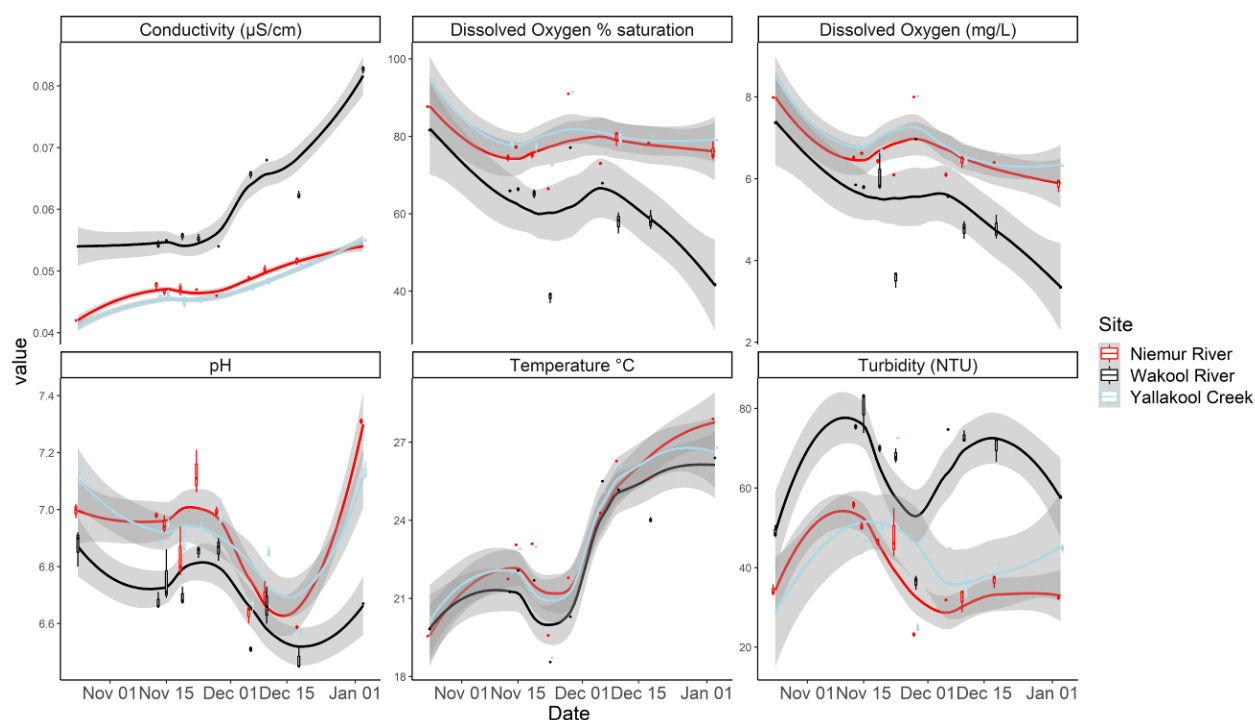 Conductivity (µS/cm)
Dissolved Oxygen % saturation
Dissolved Oxygen (mg/L)
0.08
0.07
0.06
0.05
0.04
100
80
60
40
8
6
4
2
value
pH
Temperature °C
Turbidity (NTU)
7.4
7.2
7.0
6.8
6.6
27
24
21
18
80
60
40
20
Nov 01 Nov 15 Dec 01 Dec 15 Jan 01
Nov 01 Nov 15 Dec 01 Dec 15 Jan 01
Nov 01 Nov 15 Dec 01 Dec 15 Jan 01
Date
Site
Niemur River
Wakool River
Yallakool Creek